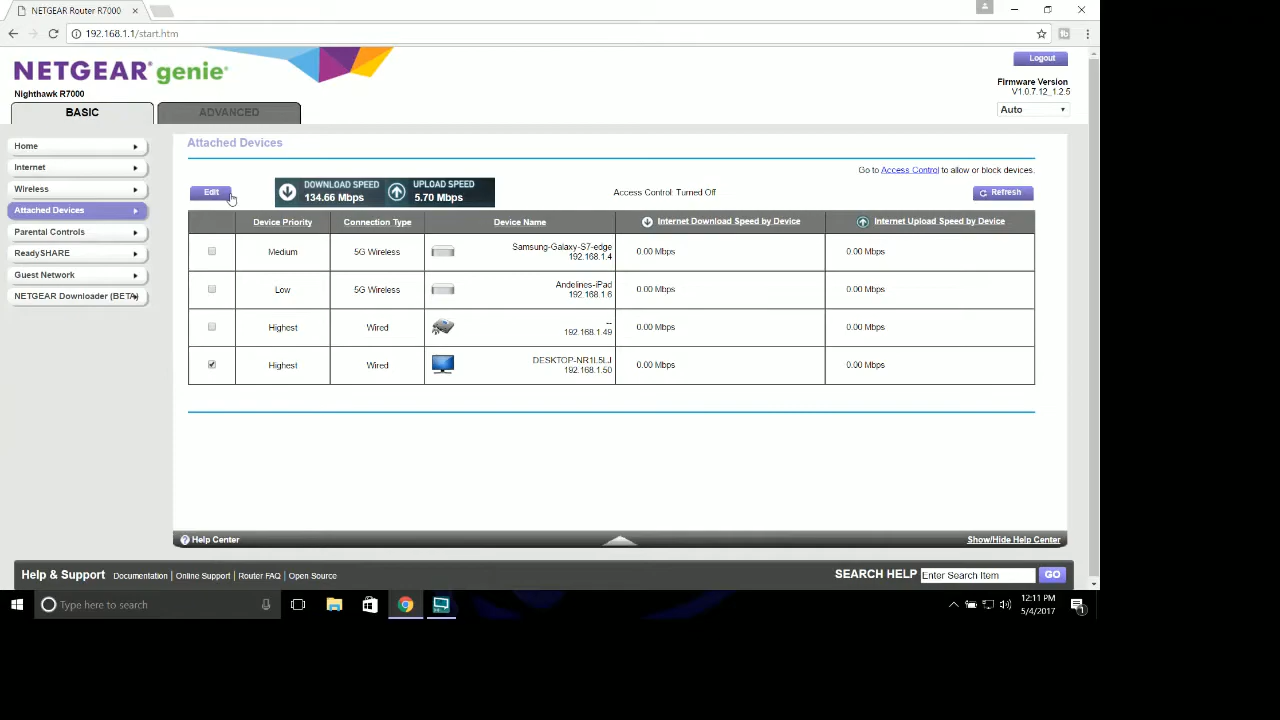 NETGEAR Router R7000
192.168.1.1/start.htm
NETGEAR® genie®
Logout
Nighthawk R7000
Firmware Version
V1.0.7.12_1.2.5
BASIC
ADVANCED
Auto
Home
Internet
Wireless
Attached Devices
Parental Controls
ReadySHARE
Guest Network
NETGEAR Downloader (BETA)
Attached Devices
Go to Access Control to allow or block devices.
Edit
DOWNLOAD SPEED
134.66 Mbps
UPLOAD SPEED
5.70 Mbps
Access Control: Turned Off
Refresh
Device Priority Connection Type Device Name Internet Download Speed by Device Internet Upload Speed by Device
Medium 5G Wireless Samsung-Galaxy-S7-edge 0.00 Mbps 0.00 Mbps
192.168.1.4
Low 5G Wireless Andelines-iPad 0.00 Mbps 0.00 Mbps
192.168.1.6
Highest Wired -- 0.00 Mbps 0.00 Mbps
192.168.1.49
Highest Wired DESKTOP-NR1L5LJ 0.00 Mbps 0.00 Mbps
192.168.1.50
Help Center
Show/Hide Help Center
Help & Support Documentation | Online Support | Router FAQ | Open Source
SEARCH HELP Enter Search Item GO
Type here to search
12:11 PM
5/4/2017
1